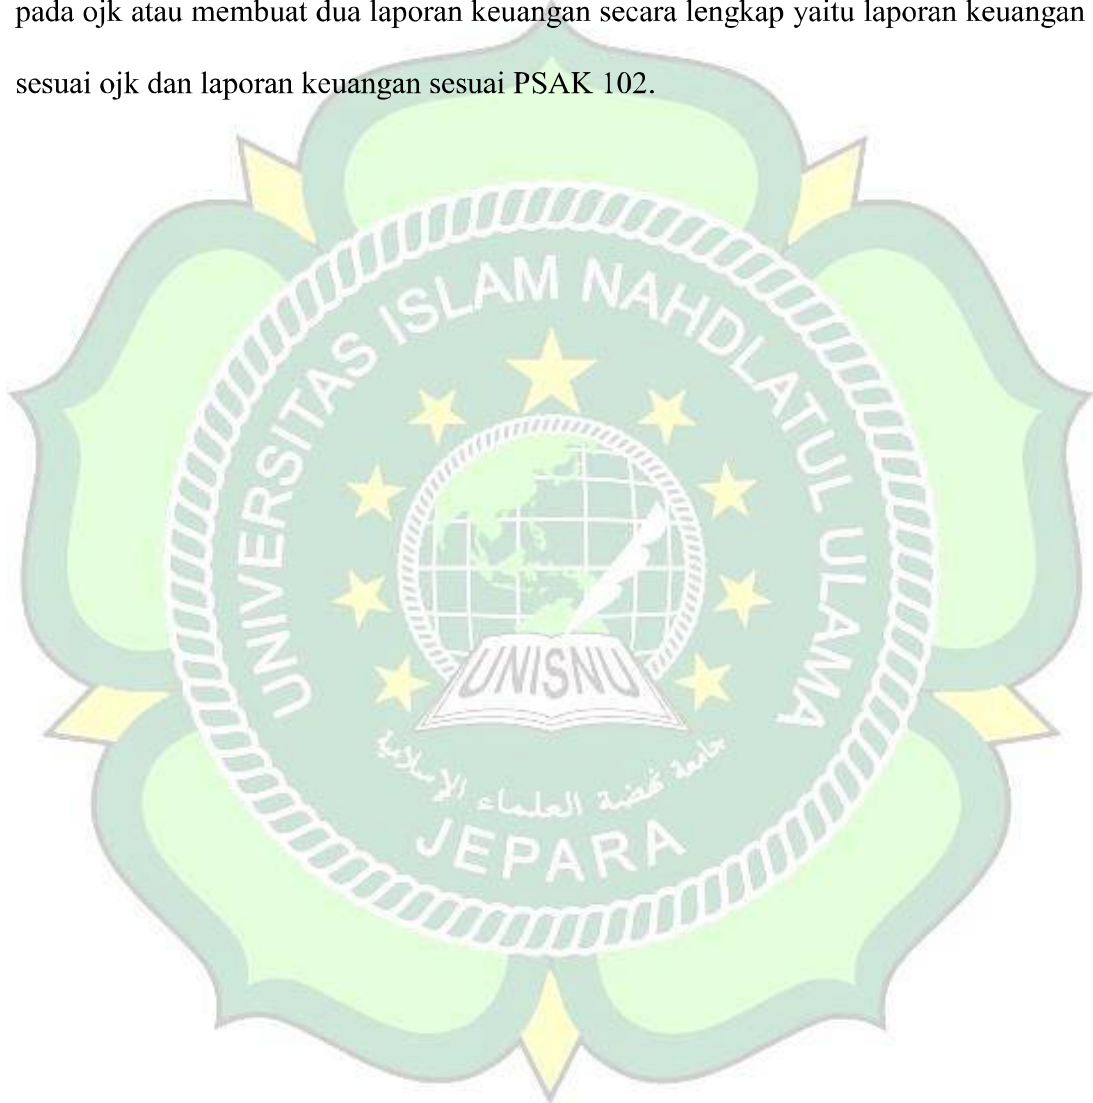 pada ojk atau membuat dua laporan keuangan secara lengkap yaitu laporan keuangan
sesuai ojk dan laporan keuangan sesuai PSAK 102.
UNIVERSITAS ISLAM NAHDLATUL ULAMA
UNISNU
جامعة نهضة العلماء الإسلامية
JEPARA